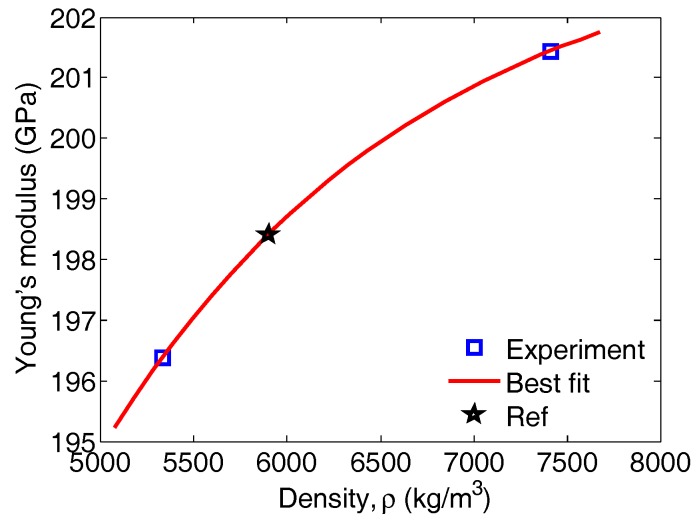 Young's modulus (GPa)
202
201
200
199
198
197
196
195
5000 5500 6000 6500 7000 7500 8000
Density, ρ (kg/m³)
Experiment
Best fit
Ref